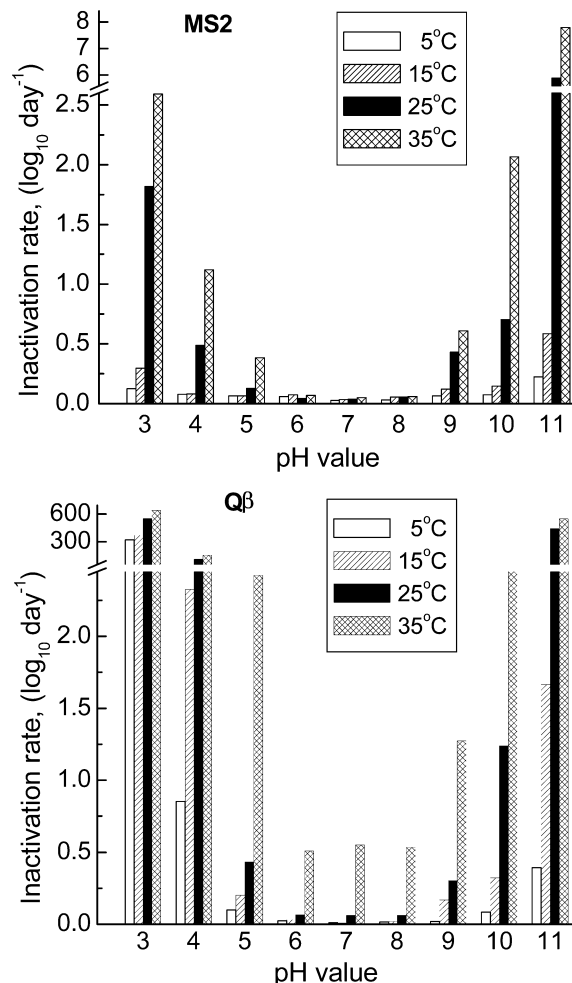 MS2
8
7
6
2.5
2.0
1.5
1.0
0.5
0.0
Inactivation rate, (log10 day-1)
5°C
15°C
25°C
35°C
3 4 5 6 7 8 9 10 11
pH value
Qβ
600
300
2.0
1.5
1.0
0.5
0.0
Inactivation rate, (log10 day-1)
5°C
15°C
25°C
35°C
3 4 5 6 7 8 9 10 11
pH value